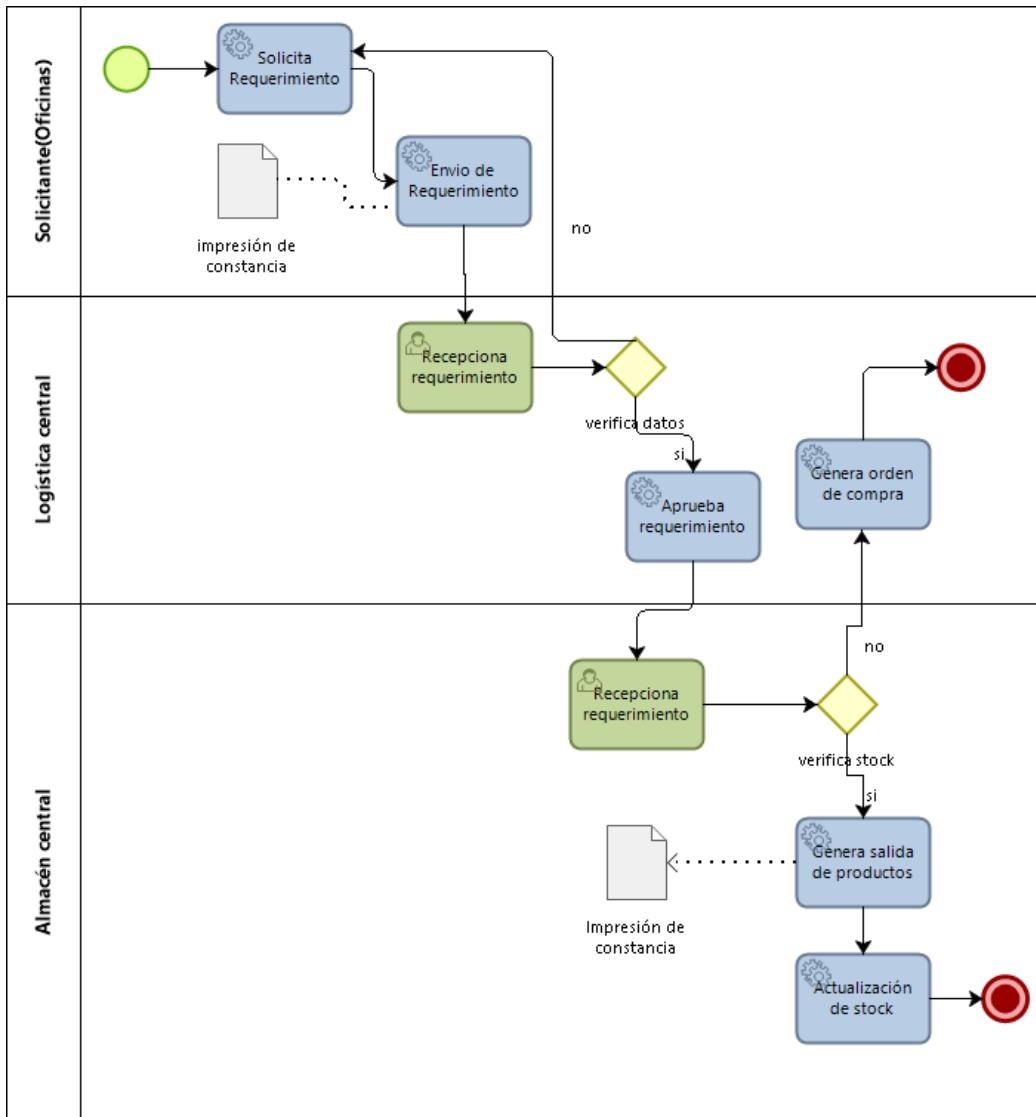 Solicitante(Oficinas)
Solicita
Requerimiento
Envio de
Requerimiento
impresión de
constancia
no
Logística central
Recepciona
requerimiento
verifica datos
si
Aprueba
requerimiento
Genera orden
de compra
Almacén central
no
Recepciona
requerimiento
verifica stock
si
Genera salida
de productos
Impresión de
constancia
Actualización
de stock